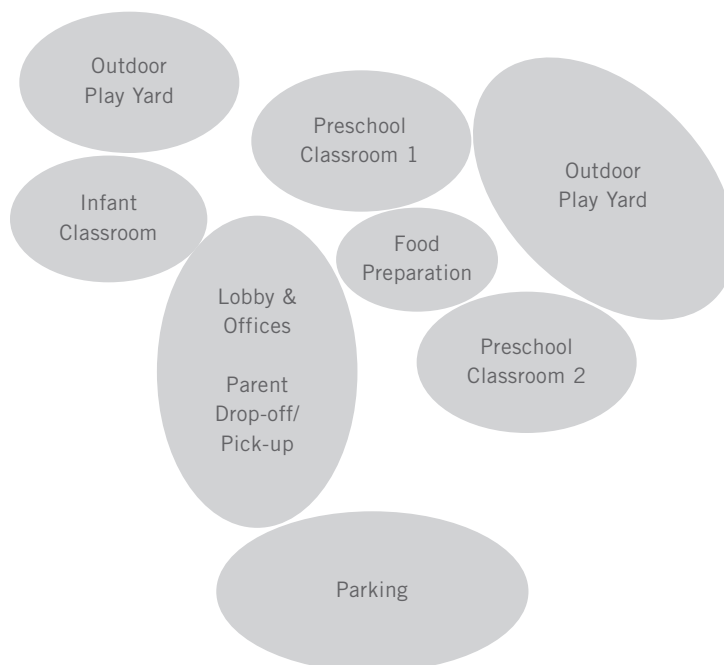 Outdoor
Play Yard
Preschool
Classroom 1
Outdoor
Play Yard
Infant
Classroom
Food
Preparation
Lobby &
Offices
Parent
Drop-off/
Pick-up
Preschool
Classroom 2
Parking